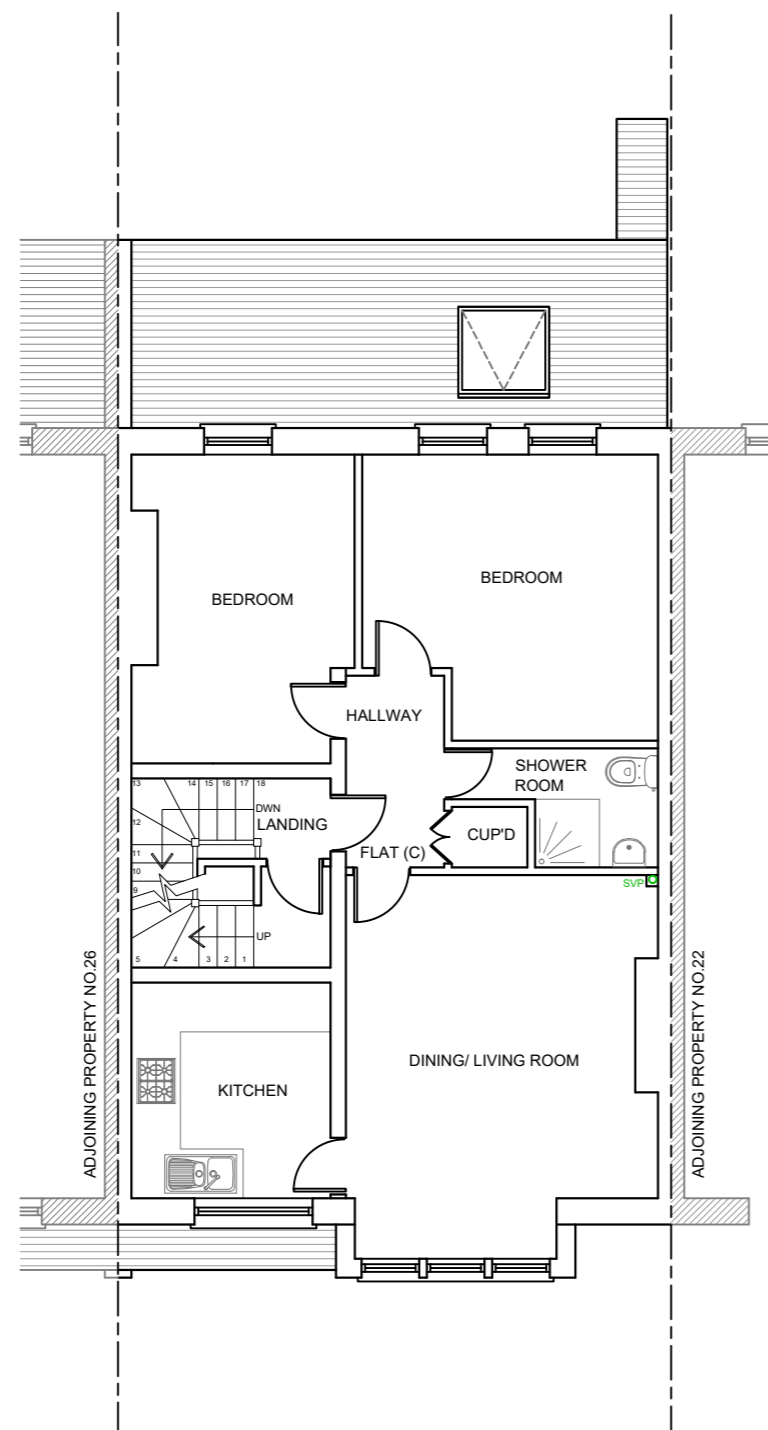 BEDROOM
BEDROOM
HALLWAY
SHOWER
ROOM
13
14
15
16
17
18
DWN
LANDING
12
CUP'D
11
FLAT (C)
10
9
SVP
UP
5
4
3
2
1
ADJOINING PROPERTY NO.26
ADJOINING PROPERTY NO.22
DINING/ LIVING ROOM
KITCHEN